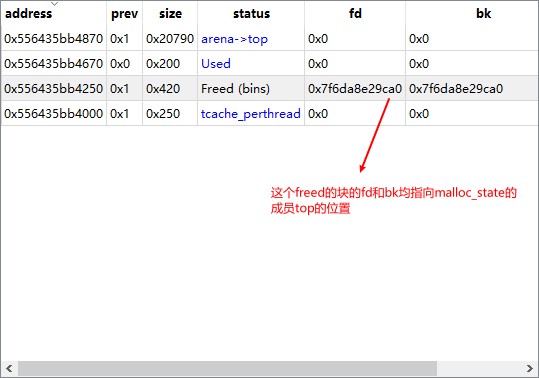 address prev size status fd bk
0x556435bb4870 0x1 0x20790 arena->top 0x0 0x0
0x556435bb4670 0x0 0x200 Used 0x0 0x0
0x556435bb4250 0x1 0x420 Freed (bins) 0x7f6da8e29ca0 0x7f6da8e29ca0
0x556435bb4000 0x1 0x250 tcache_perthread 0x0 0x0
这个freed的块的fd和bk均指向malloc_state的
成员top的位置